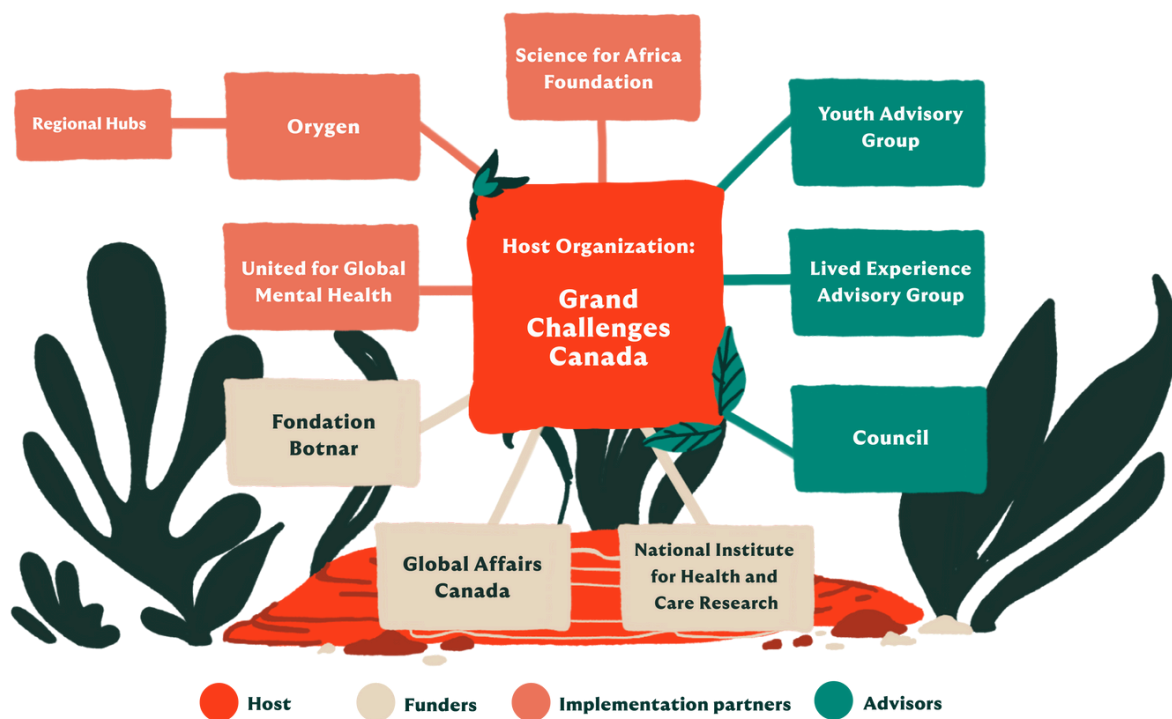 Science for Africa
Foundation
Regional Hubs
Orygen
Youth Advisory
Group
Host Organization:
Grand
Challenges
Canada
United for Global
Mental Health
Lived Experience
Advisory Group
Fondation
Botnar
Council
Global Affairs
Canada
National Institute
for Health and
Care Research
Host
Funders
Implementation partners
Advisors